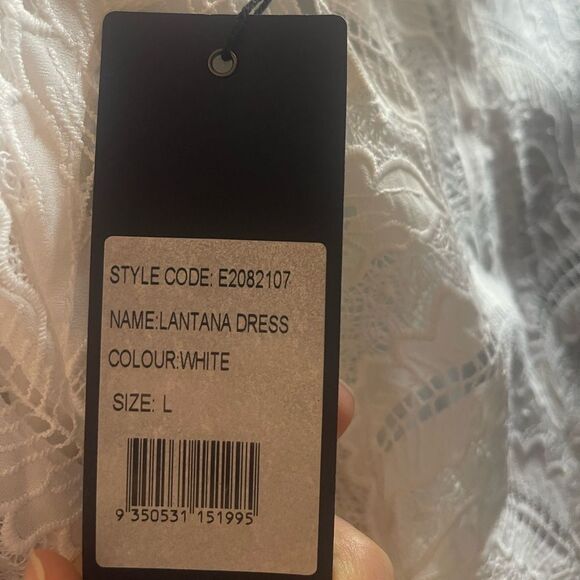 STYLE CODE: E2082107
NAME:LANTANA DRESS
COLOUR:WHITE
SIZE: L
9 350531 151995